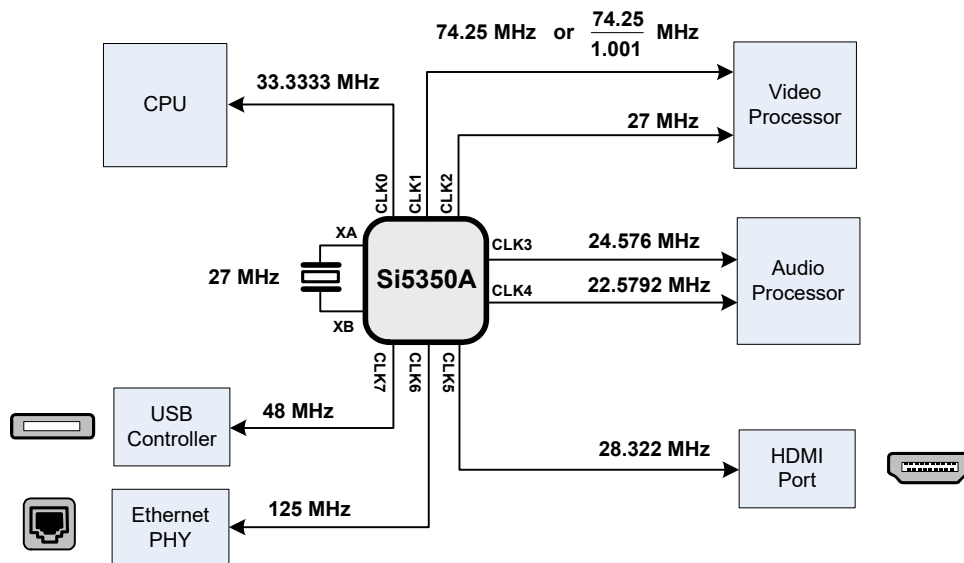 74.25 MHz or 74.25/1.001 MHz
CPU
33.3333 MHz
Video
Processor
27 MHz
CLK0
CLK1
CLK2
XA
27 MHz
XB
Si5350A
CLK3
24.576 MHz
CLK4
22.5792 MHz
Audio
Processor
CLK7
CLK6
CLK5
USB
Controller
48 MHz
28.322 MHz
HDMI
Port
Ethernet
PHY
125 MHz